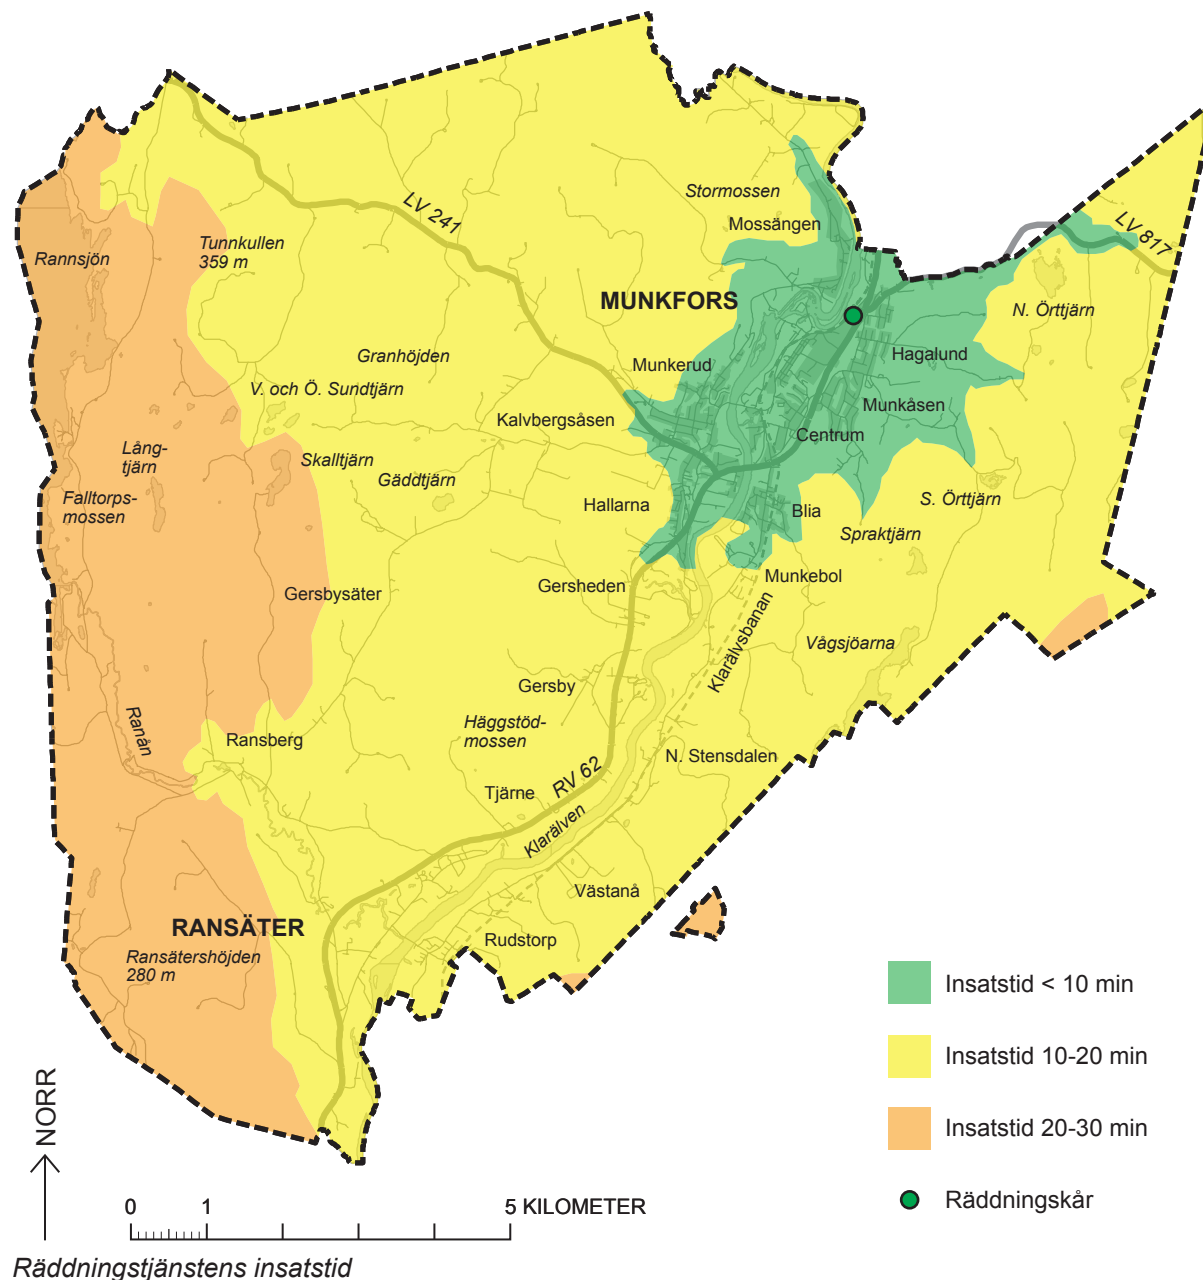 LV 241
Stormossen
Mossängen
LV 817
Rannsjön
Tunnkullen
359 m
MUNKFORS
N. Örttjärn
Granhöjden
Munkerud
Hagalund
V. och Ö. Sundtjärn
Munkåsen
Kalvbergsåsen
Centrum
Lång-
tjärn
Skalltjärn
Gäddtjärn
Falltorps-
mossen
Hallarna
Blia
S. Örttjärn
Spraktjärn
Gersbysäter
Gersheden
Munkebol
Klarälvsbanan
Vågsjöarna
Gersby
Ranån
Ransberg
Häggstöd-
mossen
N. Stensdalen
Tjärne
RV 62
Klarälven
Västanå
RANSÄTER
Rudstorp
Ransätershöjden
280 m
Insatstid < 10 min
Insatstid 10-20 min
Insatstid 20-30 min
Räddningskår
NORR
0 1 5 KILOMETER
Räddningstjänstens insatstid